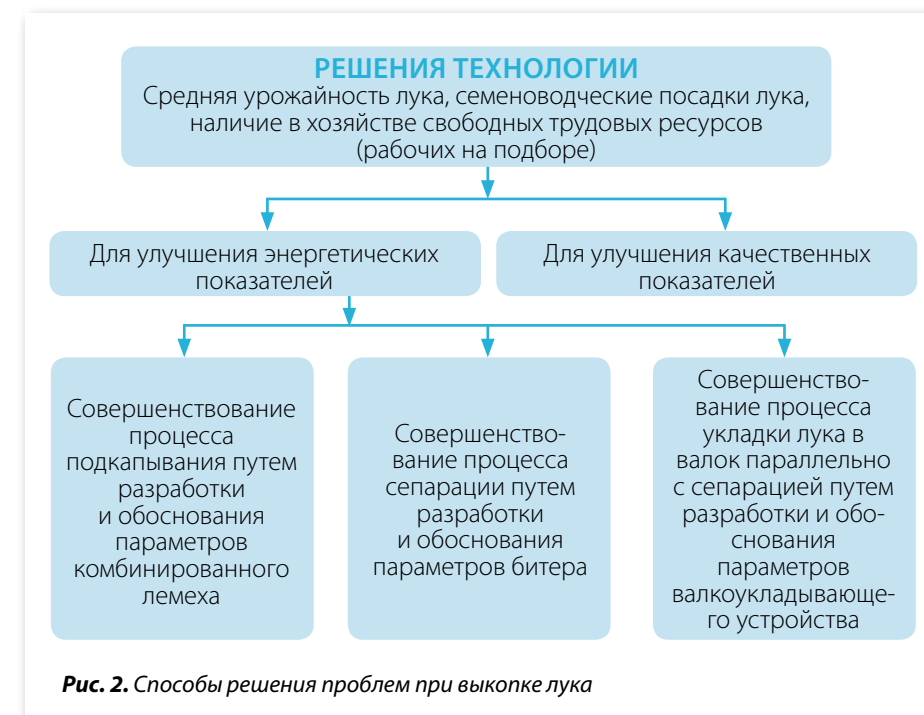 РЕШЕНИЯ ТЕХНОЛОГИИ
Средняя урожайность лука, семеноводческие посадки лука,
наличие в хозяйстве свободных трудовых ресурсов
(рабочих на подборе)
Для улучшения энергетических
показателей
Для улучшения качественных
показателей
Совершенствование
процесса
подкапывания путем
разработки
и обоснования
параметров
комбинированного
лемеха
Совершенство-
вание процесса
сепарации путем
разработки
и обоснования
параметров битера
Совершенство-
вание процесса
укладки лука в
валок параллельно
с сепарацией путем
разработки и обо-
снования
параметров
валкоукладывающе-
го устройства
Рис. 2. Способы решения проблем при выкопке лука